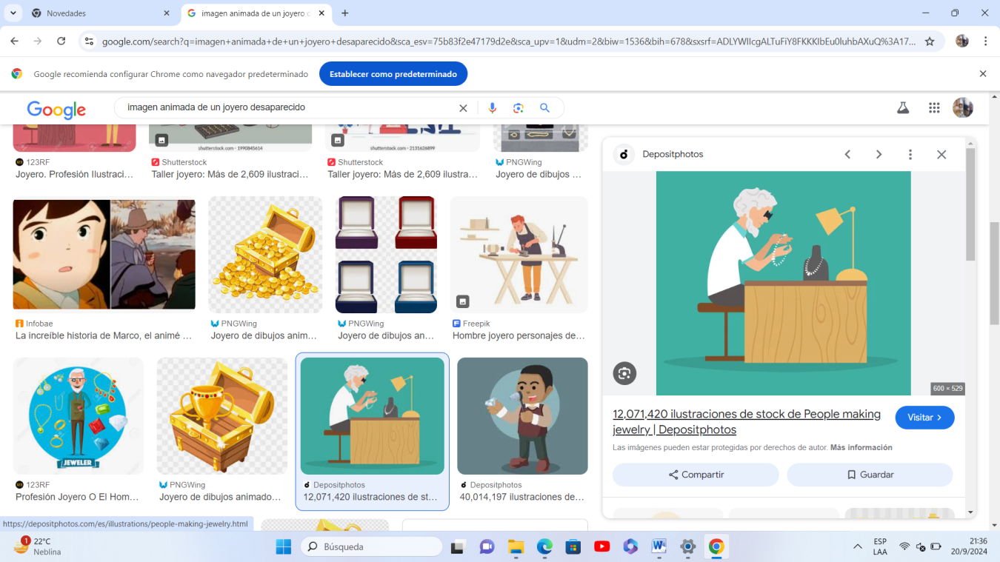 Novedades
imagen animada de un joyero d
google.com/search?q=imagen+animada+de+un+joyero+desaparecido&sca_esv=75b83f2e47179d2e&sca_upv=1&udm=2&biw=1536&bih=678&sxsrf=ADLYWIIcgALTuFiY8FKKKlbEu0luhbAXuQ%3A17...
Google recomienda configurar Chrome como navegador predeterminado
Establecer como predeterminado
Google
imagen animada de un joyero desaparecido
shutterstock.com · 1990845614
shutterstock.com · 2131626899
123RF
Joyero. Profesión Ilustraci...
Shutterstock
Taller joyero: Más de 2,609 ilustraci...
Shutterstock
Taller joyero: Más de 2,609 ilustra...
PNGWing
Joyero de dibujos ...
Infobae
La increíble historia de Marco, el animé ...
PNGWing
Joyero de dibujos anim...
PNGWing
Joyero de dibujos an...
Freepik
Hombre joyero personajes de...
JEWELER
123RF
Profesión Joyero O El Hom...
PNGWing
Joyero de dibujos animado...
Depositphotos
12,071,420 ilustraciones de st...
Depositphotos
40,014,197 ilustraciones de...
Depositphotos
600 × 529
12,071,420 ilustraciones de stock de People making
jewelry | Depositphotos
Visitar
Las imágenes pueden estar protegidas por derechos de autor. Más información
Compartir
Guardar
https://depositphotos.com/es/illustrations/people-making-jewelry.html
1
22°C
Neblina
Búsqueda
ESP
LAA
21:36
20/9/2024